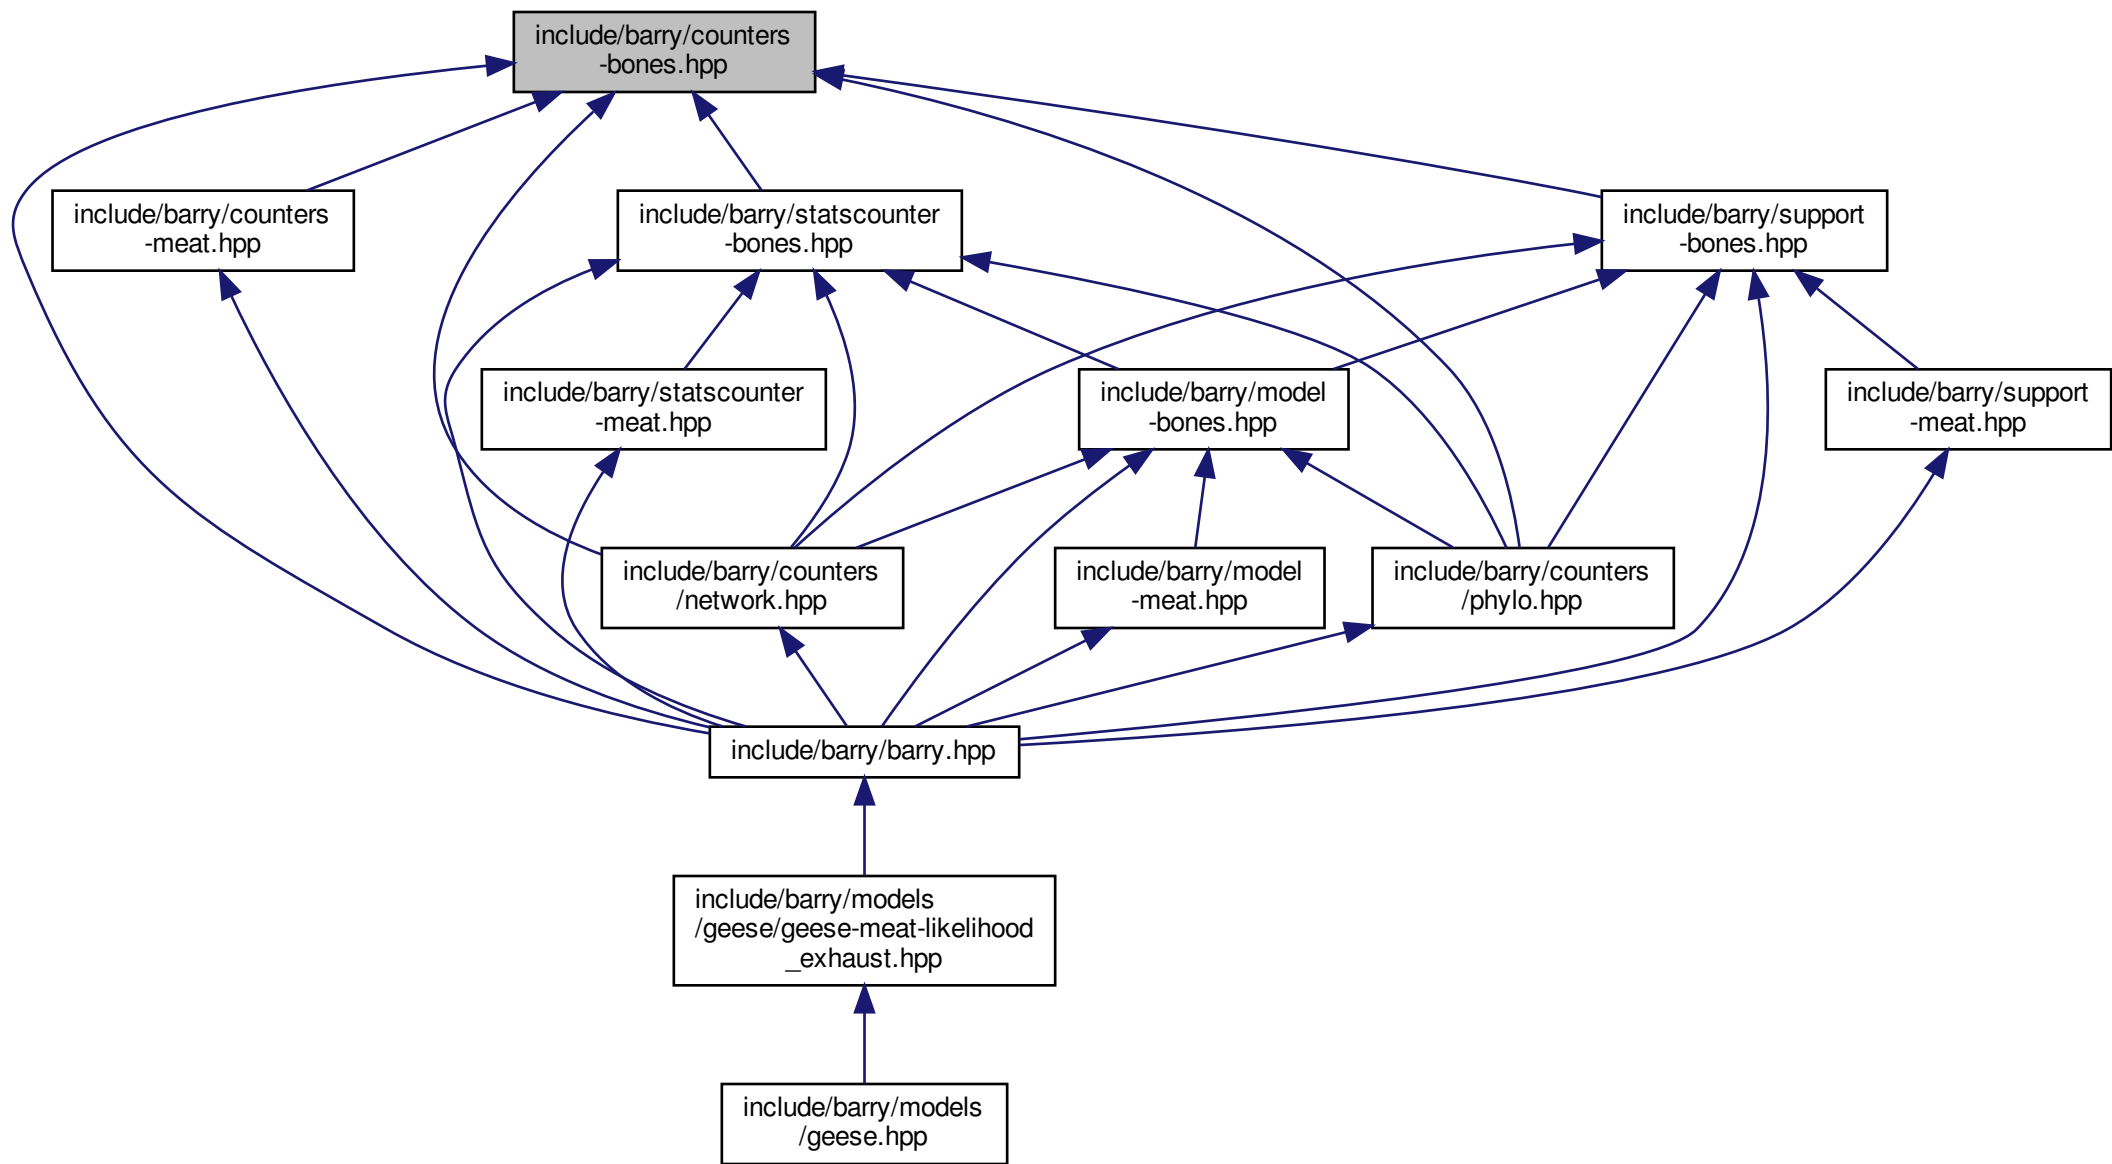 include/barry/counters
-bones.hpp
include/barry/counters
-meat.hpp
include/barry/statscounter
-bones.hpp
include/barry/support
-bones.hpp
include/barry/statscounter
-meat.hpp
include/barry/model
-bones.hpp
include/barry/support
-meat.hpp
include/barry/counters
/network.hpp
include/barry/model
-meat.hpp
include/barry/counters
/phylo.hpp
include/barry/barry.hpp
include/barry/models
/geese/geese-meat-likelihood
_exhaust.hpp
include/barry/models
/geese.hpp